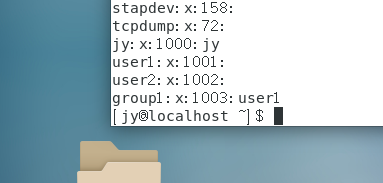 stapdev:x:158:
tcpdump:x:72:
jy:x:1000:jy
user1:x:1001:
user2:x:1002:
group1:x:1003:user1
[jy@localhost ~]$